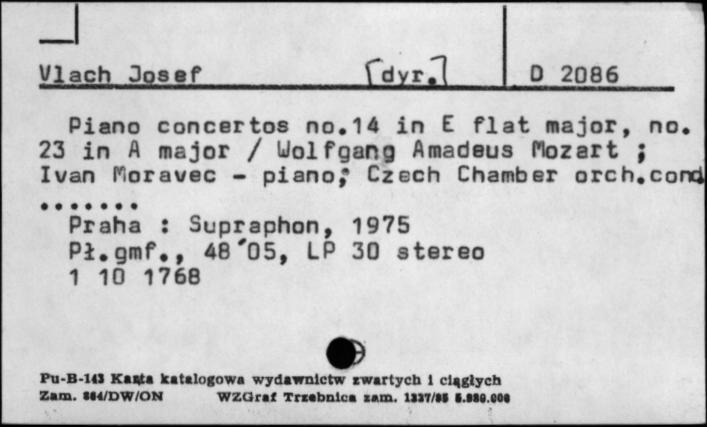 Vlach Josef [dyr.] D 2086
Piano concertos no.14 in E flat major, no.
23 in A major / Wolfgang Amadeus Mozart ;
Ivan Moravec - piano; Czech Chamber orch.cond.
.......
Praha : Supraphon, 1975
Pł.gmf., 48´05, LP 30 stereo
1 10 1768
Pu-B-143 Karta katalogowa wydawnictw zwartych i ciągłych
Zam. 864/DW/ON WZGraf Trzebnica zam. 1337/85 5.980.000